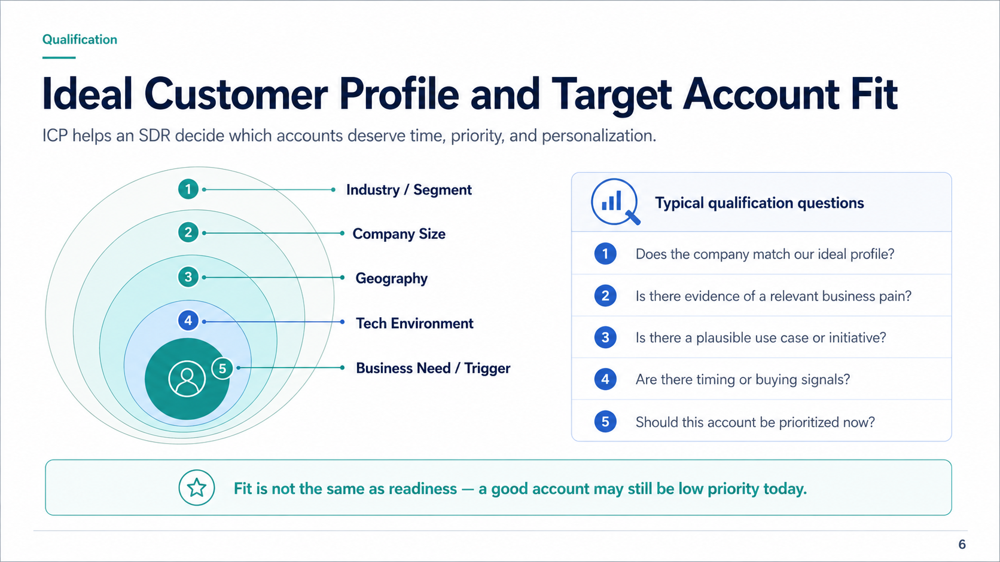 Qualification
Ideal Customer Profile and Target Account Fit
ICP helps an SDR decide which accounts deserve time, priority, and personalization.
1 Industry / Segment
2 Company Size
3 Geography
4 Tech Environment
5 Business Need / Trigger
Typical qualification questions
1 Does the company match our ideal profile?
2 Is there evidence of a relevant business pain?
3 Is there a plausible use case or initiative?
4 Are there timing or buying signals?
5 Should this account be prioritized now?
Fit is not the same as readiness — a good account may still be low priority today.
6